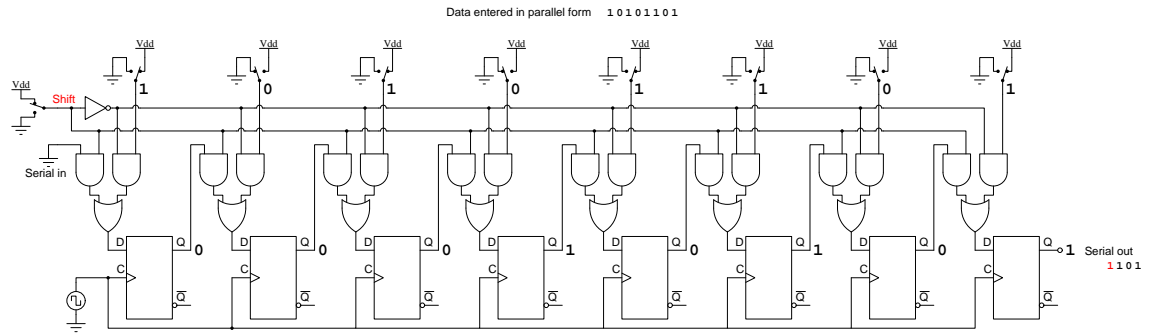 Data entered in parallel form 1 0 1 0 1 1 0 1
Vdd Vdd Vdd Vdd Vdd Vdd Vdd Vdd
1 0 1 0 1 1 0 1
Vdd
Shift
Serial in
D Q D Q D Q D Q D Q D Q D Q D Q
0 0 0 1 0 1 0 1 Serial out
C C C C C C C C
1 1 0 1
Q Q Q Q Q Q Q Q